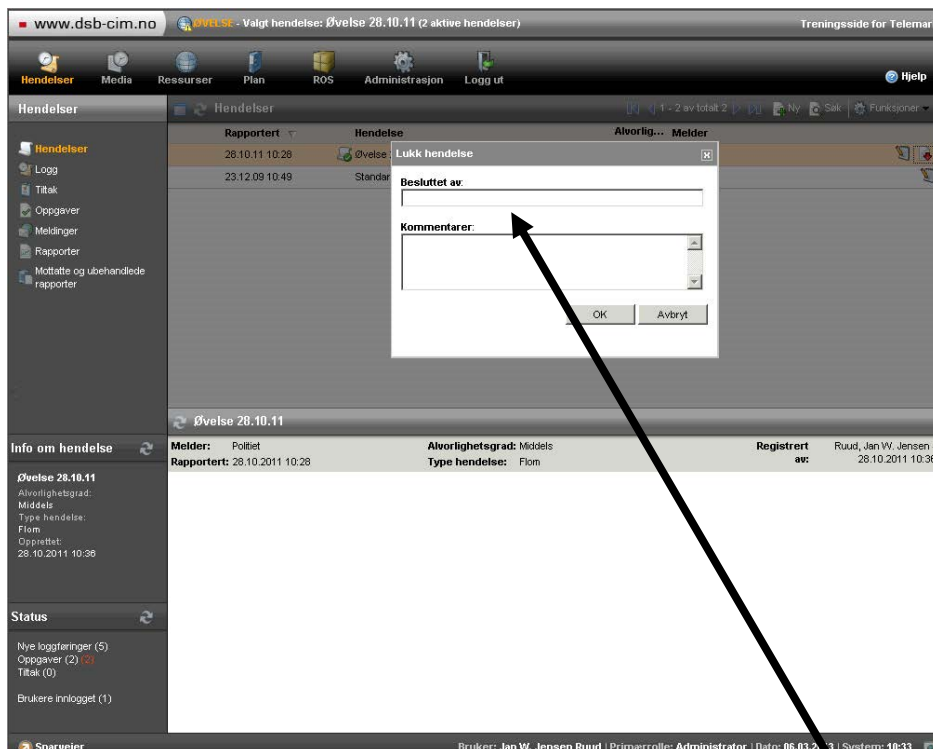 www.dsb-cim.no
ØVELSE - Valgt hendelse: Øvelse 28.10.11 (2 aktive hendelser)
Treningsside for Telemar
Hendelser Media Ressurser Plan ROS Administrasjon Logg ut
Hjelp
Hendelser
Hendelser
1 - 2 av totalt 2
Ny Søk Funksjoner
Rapportert Hendelse Alvorlig... Melder
28.10.11 10:28 Øvelse
23.12.09 10:49 Standar
Lukk hendelse
Besluttet av:
Kommentarer:
OK Avbryt
Hendelser
Logg
Tiltak
Oppgaver
Meldinger
Rapporter
Mottatte og ubehandlede
rapporter
Øvelse 28.10.11
Melder: Politiet Alvorlighetsgrad: Middels Registrert Ruud, Jan W. Jensen
Rapportert: 28.10.2011 10:28 Type hendelse: Flom av: 28.10.2011 10:36
Info om hendelse
Øvelse 28.10.11
Alvorlighetsgrad:
Middels
Type hendelse:
Flom
Opprettet:
28.10.2011 10:36
Status
Nye loggføringer (5)
Oppgaver (2) (2)
Tiltak (0)
Brukere innlogget (1)
Snarveier
Bruker: Jan W. Jensen Ruud | Primærrolle: Administrator | Dato: 06.03.2 3 | System: 10:33